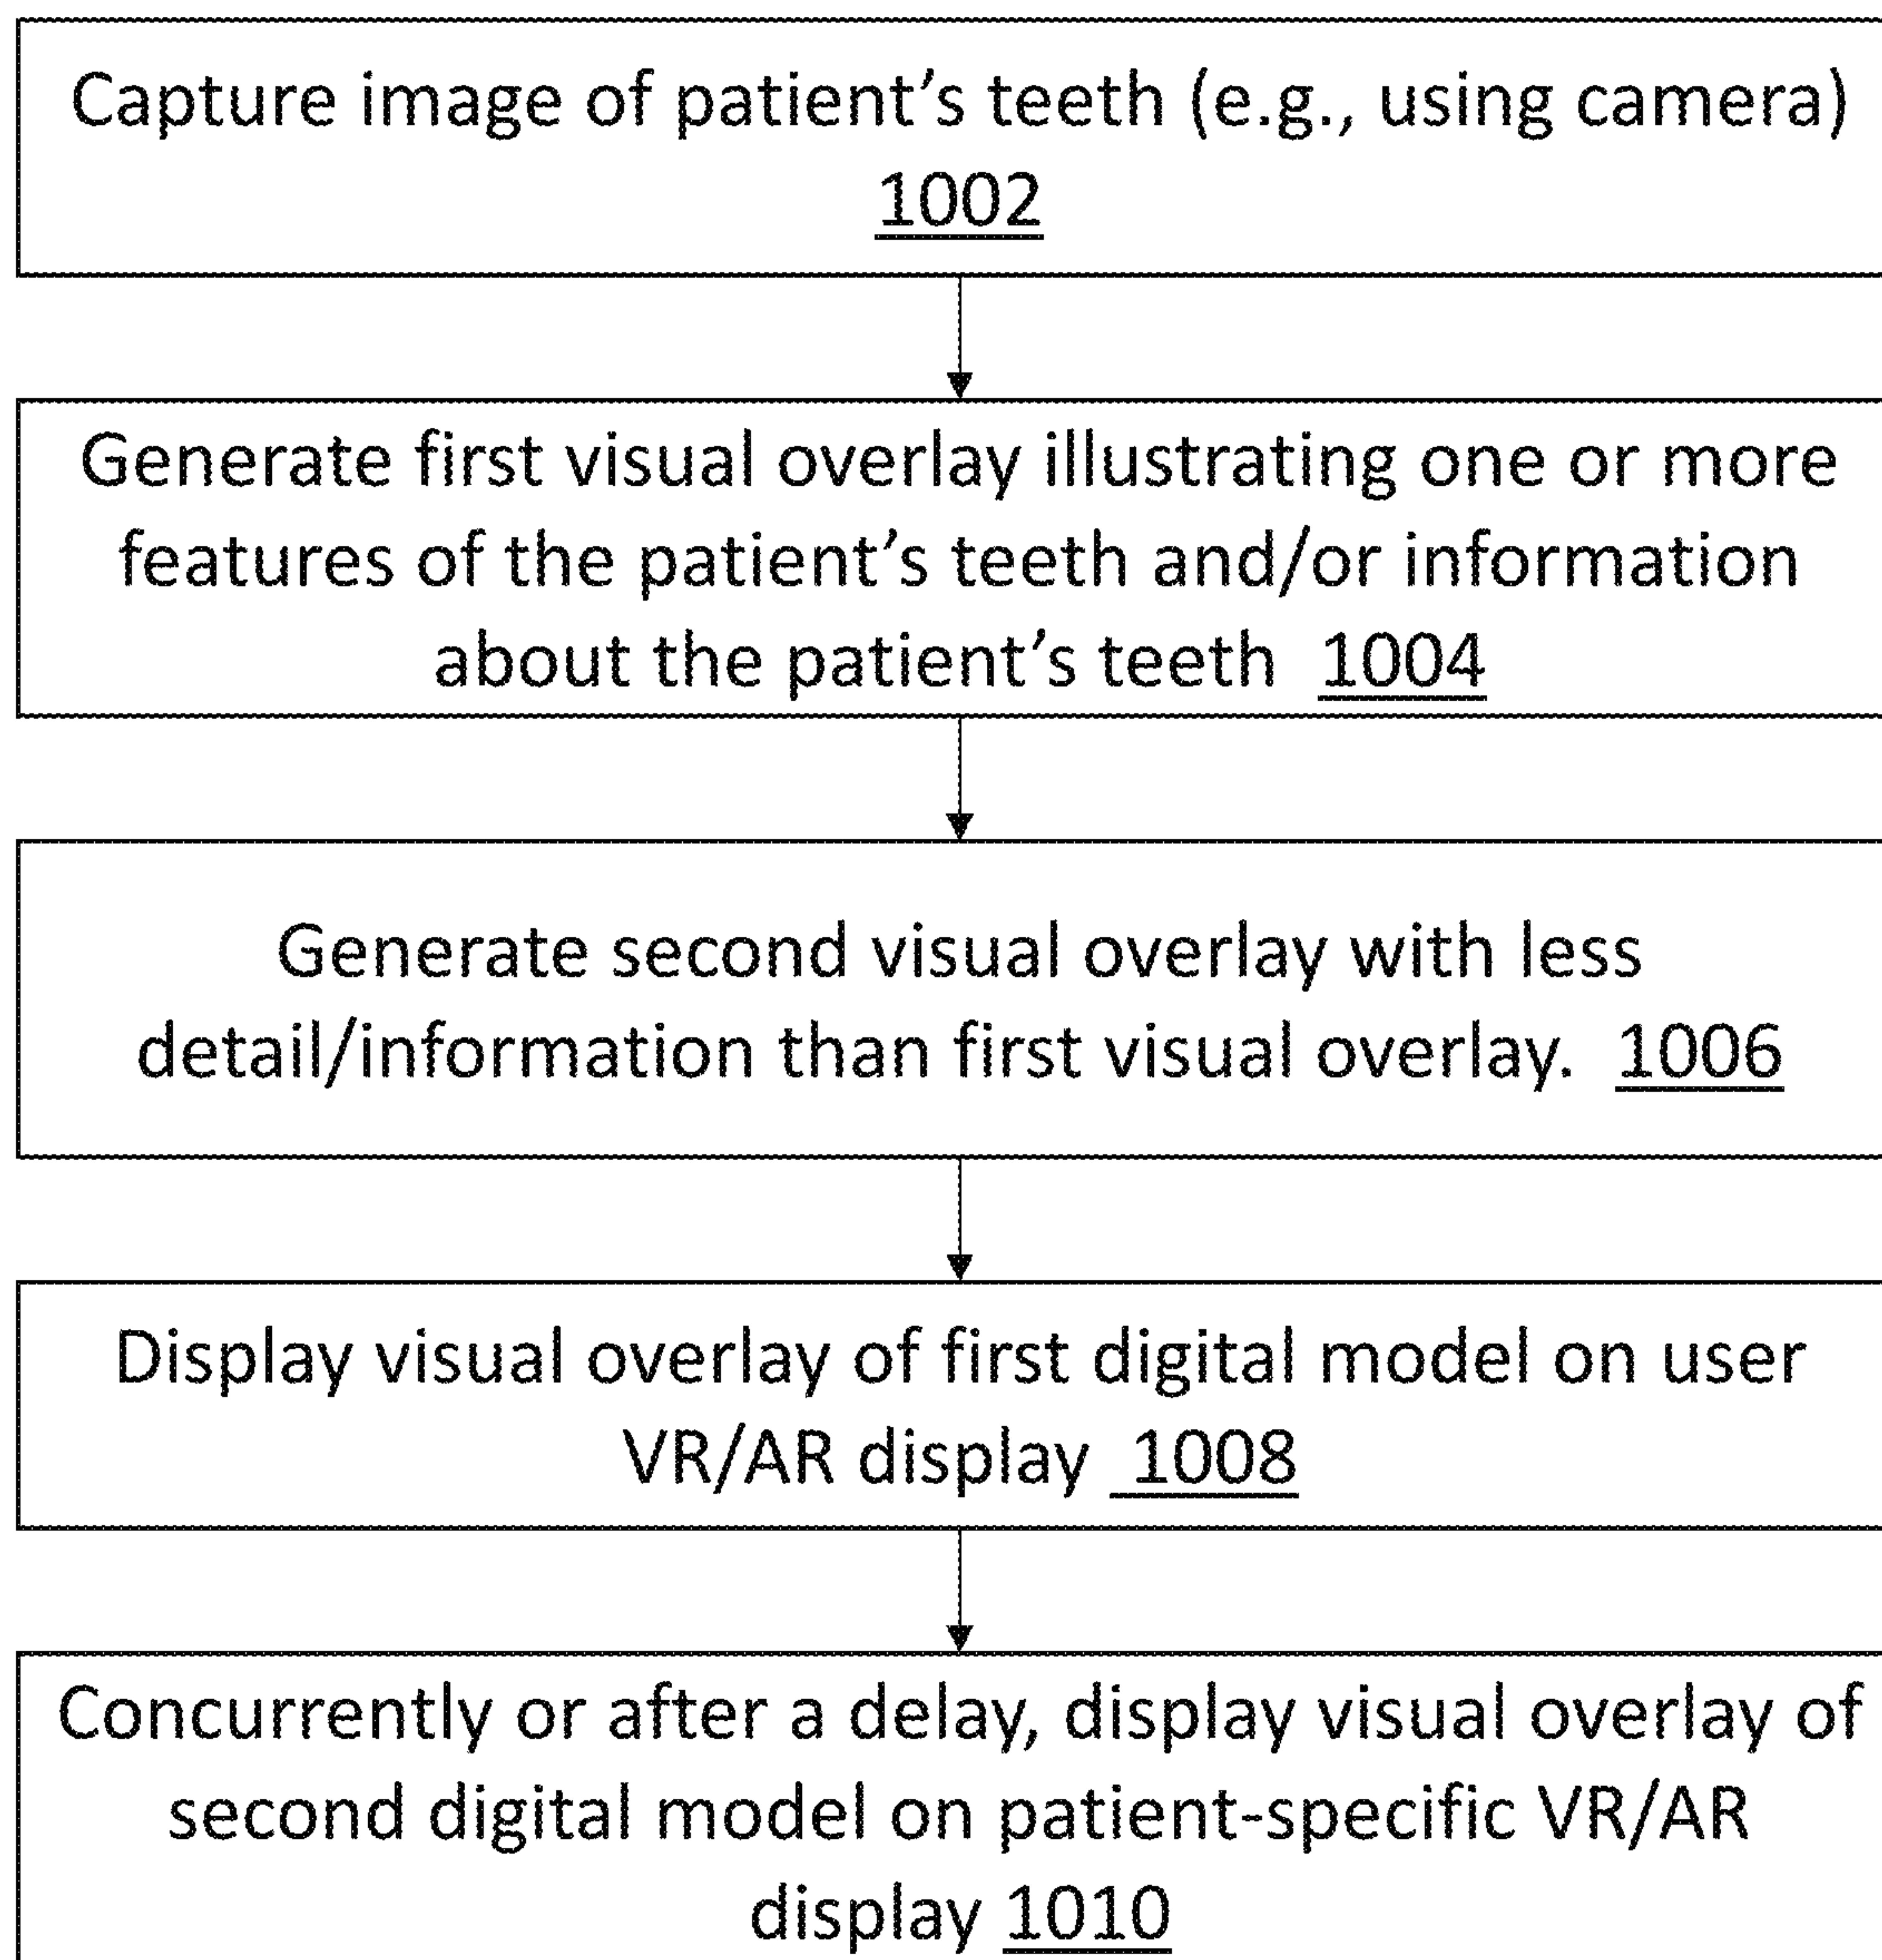 Capture image of patient's teeth (e.g., using camera)
1002
Generate first visual overlay illustrating one or more
features of the patient's teeth and/or information
about the patient's teeth 1004
Generate second visual overlay with less
detail/information than first visual overlay. 1006
Display visual overlay of first digital model on user
VR/AR display 1008
Concurrently or after a delay, display visual overlay of
second digital model on patient-specific VR/AR
display 1010